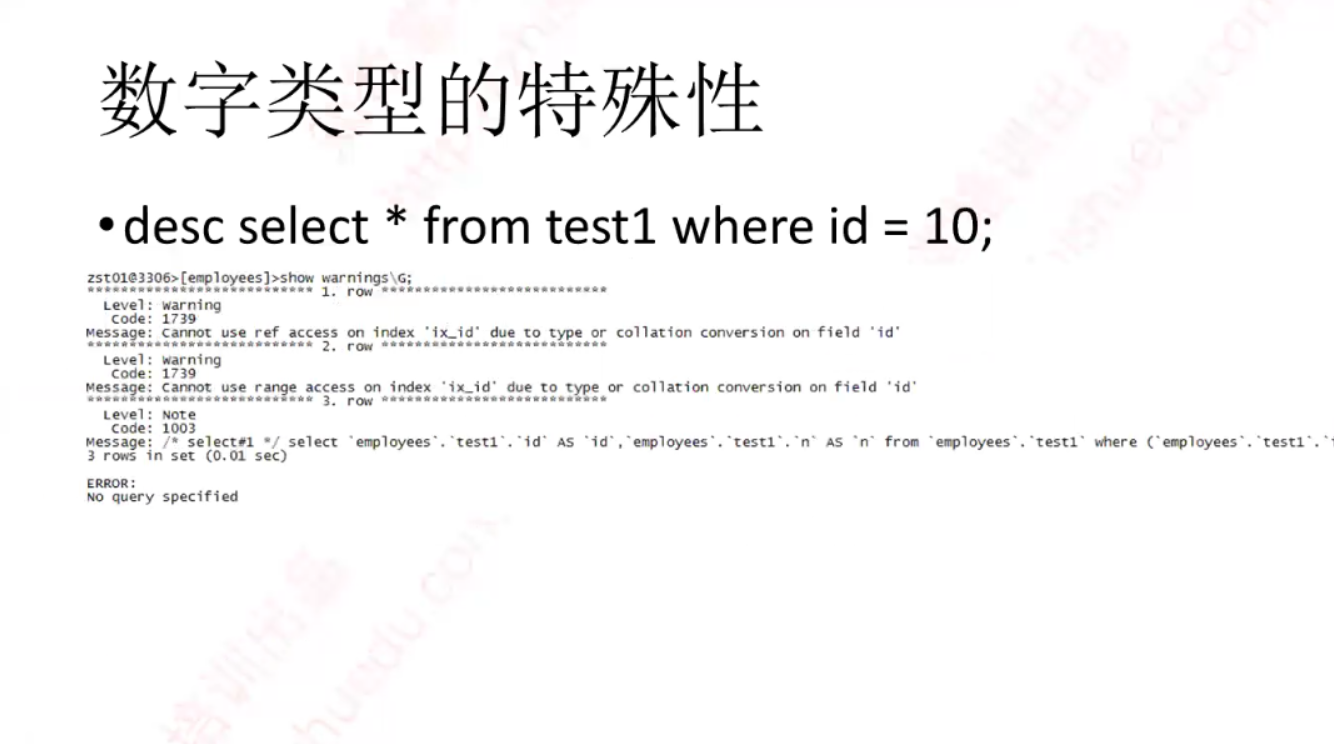 数字类型的特殊性
•desc select * from test1 where id = 10;
zst01@3306>[employees]>show warnings\G;
*************************** 1. row ***************************
Level: Warning
Code: 1739
Message: Cannot use ref access on index 'ix_id' due to type or collation conversion on field 'id'
*************************** 2. row ***************************
Level: Warning
Code: 1739
Message: Cannot use range access on index 'ix_id' due to type or collation conversion on field 'id'
*************************** 3. row ***************************
Level: Note
Code: 1003
Message: /* select#1 */ select `employees`.`test1`.`id` AS `id`,`employees`.`test1`.`n` AS `n` from `employees`.`test1` where (`employees`.`test1`.
3 rows in set (0.01 sec)
ERROR:
No query specified